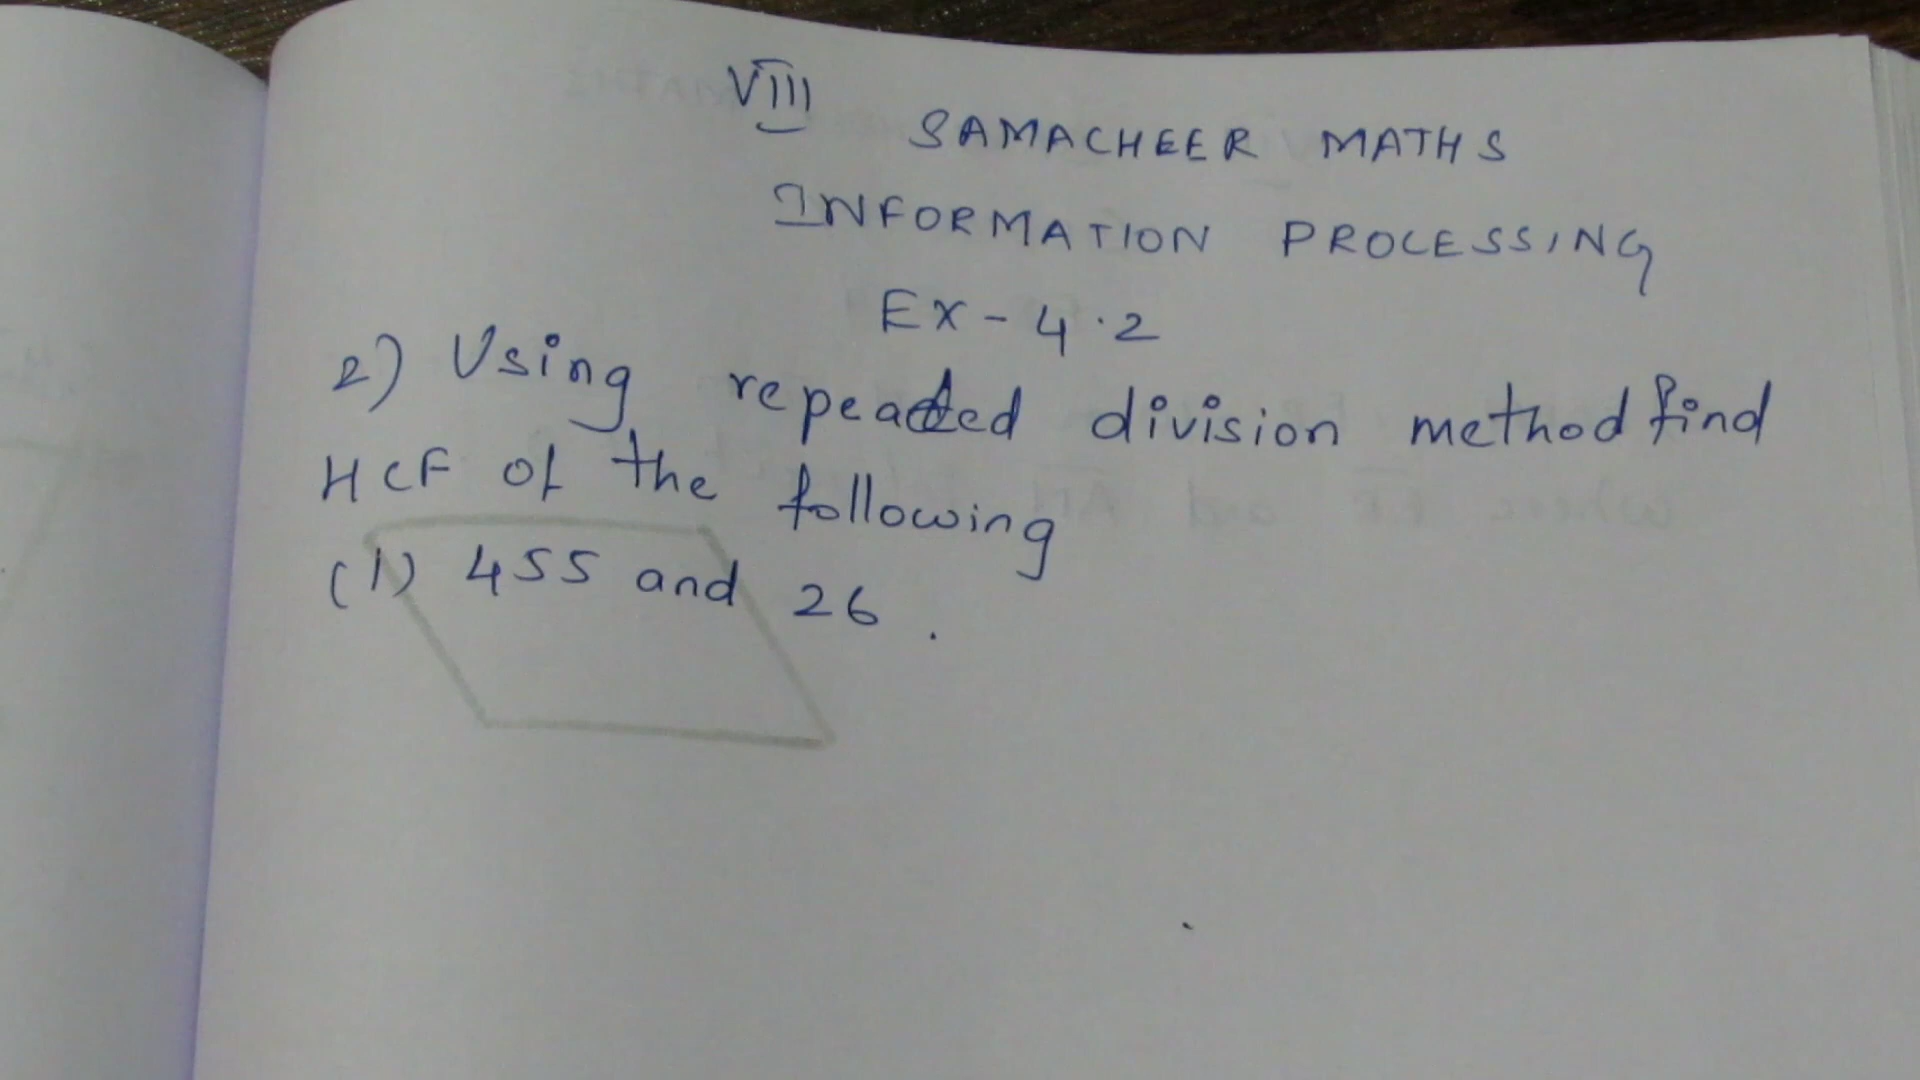 VIII
SAMACHEER MATHS
INFORMATION PROCESSING
EX - 4.2
2) Using repeated division method find
HCF of the following
(1) 455 and 26.